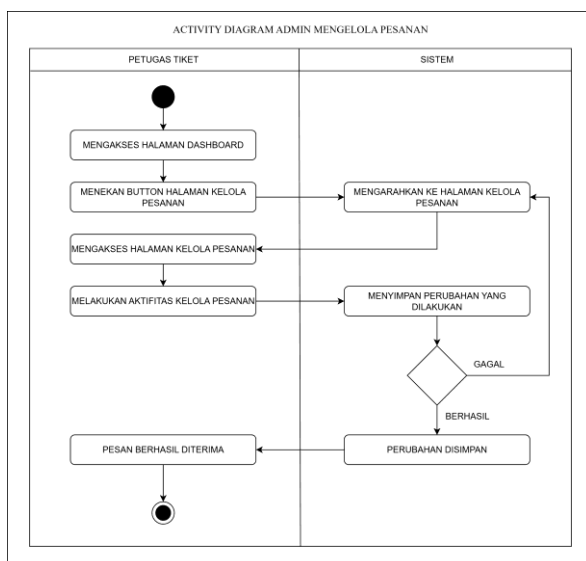 ACTIVITY DIAGRAM ADMIN MENGELOLA PESANAN
PETUGAS TIKET
SISTEM
MENGAKSES HALAMAN DASHBOARD
MENEKAN BUTTON HALAMAN KELOLA
PESANAN
MENGARAHKAN KE HALAMAN KELOLA
PESANAN
MENGAKSES HALAMAN KELOLA PESANAN
MELAKUKAN AKTIFITAS KELOLA PESANAN
MENYIMPAN PERUBAHAN YANG
DILAKUKAN
GAGAL
BERHASIL
PESAN BERHASIL DITERIMA
PERUBAHAN DISIMPAN